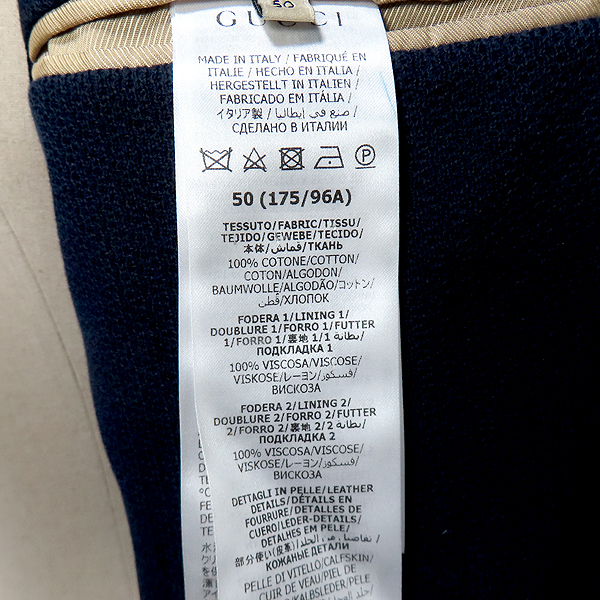 50
GUCCI
MADE IN ITALY / FABRIQUÉ EN
ITALIE / HECHO EN ITALIA /
HERGESTELLT IN ITALIEN /
FABRICADO EM ITÁLIA /
イタリア製 / صنع في إيطاليا /
СДЕЛАНО В ИТАЛИИ
50 (175/96A)
TESSUTO/FABRIC/TISSU/
TEJIDO/GEWEBE/TECIDO/
本体/قماش/ТКАНЬ
100% COTONE/COTTON/
COTON/ALGODON/
BAUMWOLLE/ALGODÃO/コットン/
قطن/ХЛОПОК
FODERA 1/LINING 1/
DOUBLURE 1/FORRO 1/FUTTER
1/FORRO 1/裏地 1/بطانة 1/
ПОДКЛАДКА 1
100% VISCOSA/VISCOSE/
VISKOSE/レーヨン/فسكوز/
ВИСКОЗА
FODERA 2/LINING 2/
DOUBLURE 2/FORRO 2/FUTTER
2/FORRO 2/裏地 2/بطانة 2/
ПОДКЛАДКА 2
100% VISCOSA/VISCOSE/
VISKOSE/レーヨン/فسكوز/
ВИСКОЗА
DETTAGLI IN PELLE/LEATHER
DETAILS/DÉTAILS EN
FOURRURE/DETALLES DE
CUERO/LEDER-DETAILS/
DETALHES EM PELE/
部分使い(皮革)/تفاصيل من الجلد/
КОЖАНЫЕ ДЕТАЛИ
PELLE DI VITELLO/CALFSKIN/
CUIR DE VEAU/PIEL DE
/KALBSLEDER/PELE